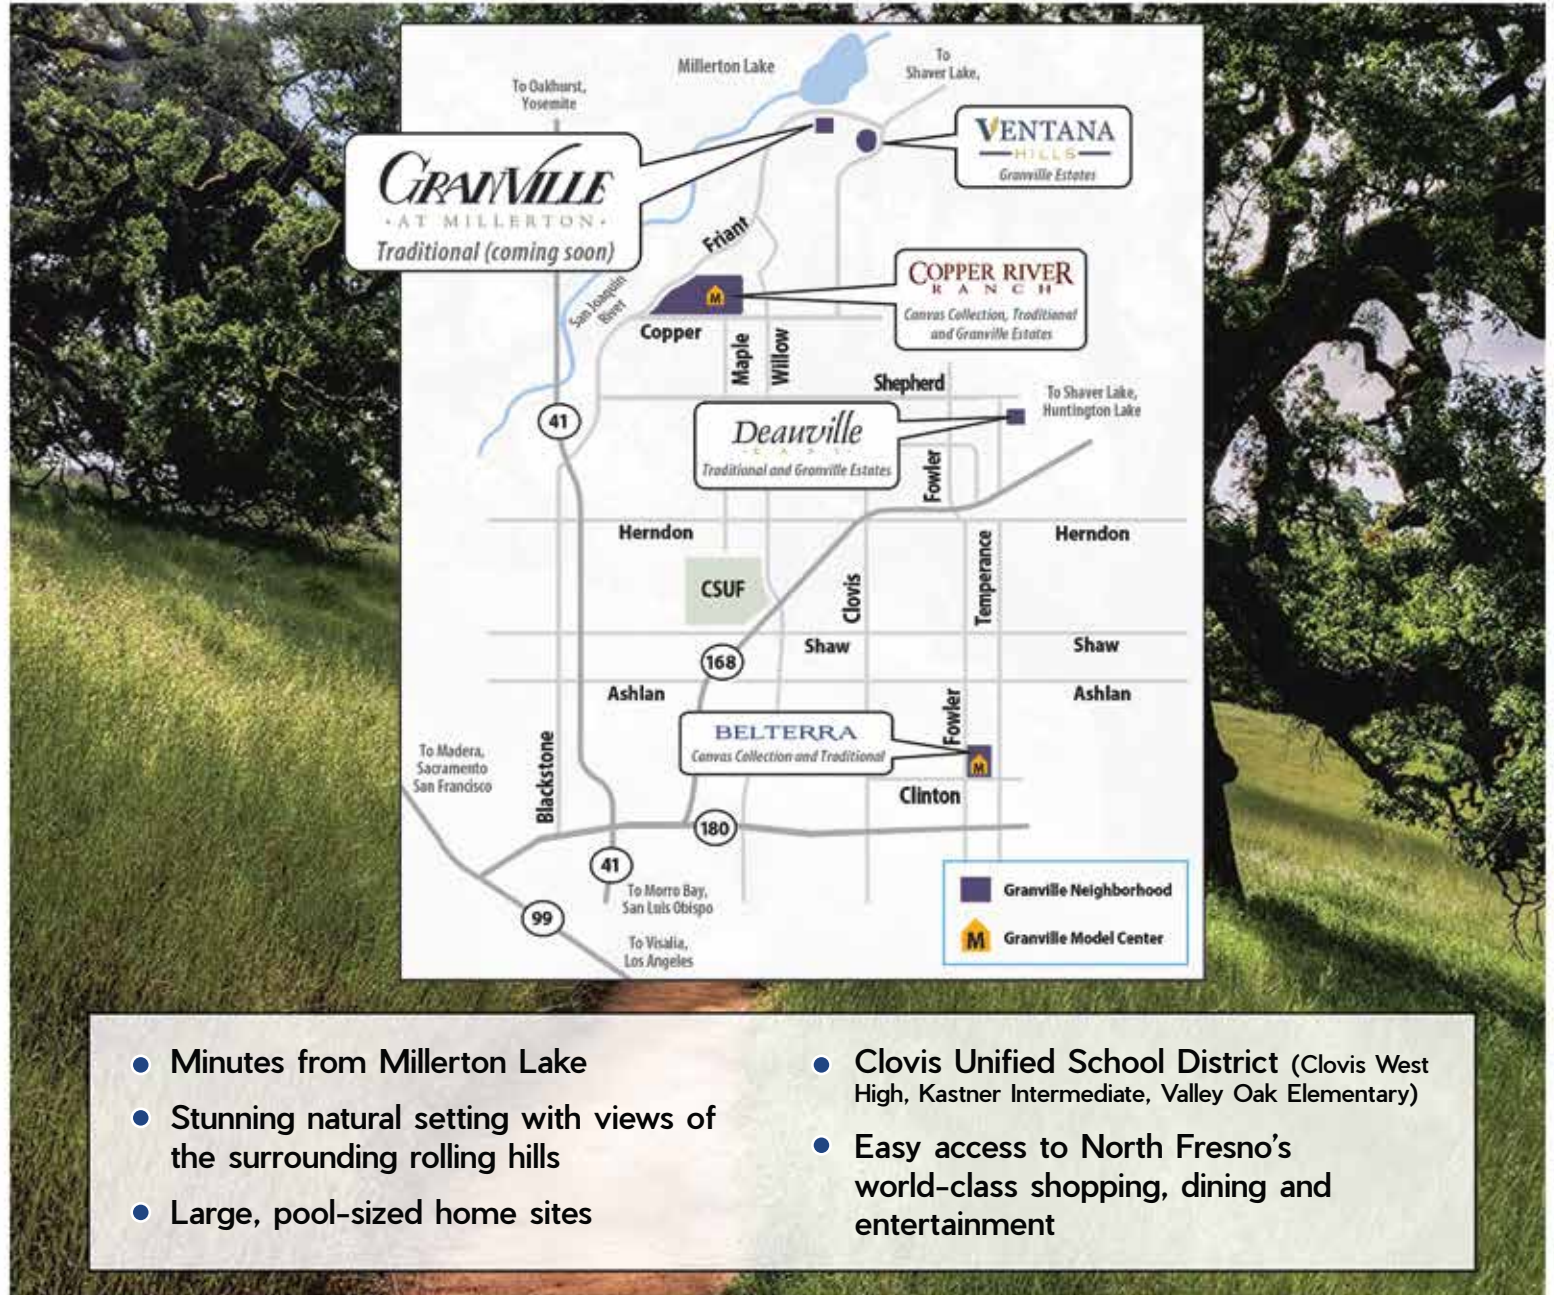 Millerton Lake
To
Shaver Lake,
To Oakhurst,
Yosemite
VENTANA
HILLS
Granville Estates
GRANVILLE
· AT MILLERTON ·
Traditional (coming soon)
Friant
San Joaquin
River
COPPER RIVER
RANCH
Canvas Collection, Traditional
and Granville Estates
Copper
Maple
Willow
Shepherd
To Shaver Lake,
Huntington Lake
41
Deauville
EAST
Traditional and Granville Estates
Fowler
Herndon
Herndon
CSUF
Clovis
Temperance
Shaw
Shaw
168
Ashlan
Ashlan
BELTERRA
Canvas Collection and Traditional
Fowler
M
M
To Madera,
Sacramento
San Francisco
Blackstone
Clinton
180
41
To Morro Bay,
San Luis Obispo
99
To Visalia,
Los Angeles
Granville Neighborhood
M Granville Model Center
• Minutes from Millerton Lake
• Stunning natural setting with views of
the surrounding rolling hills
• Large, pool-sized home sites
• Clovis Unified School District (Clovis West
High, Kastner Intermediate, Valley Oak Elementary)
• Easy access to North Fresno's
world-class shopping, dining and
entertainment